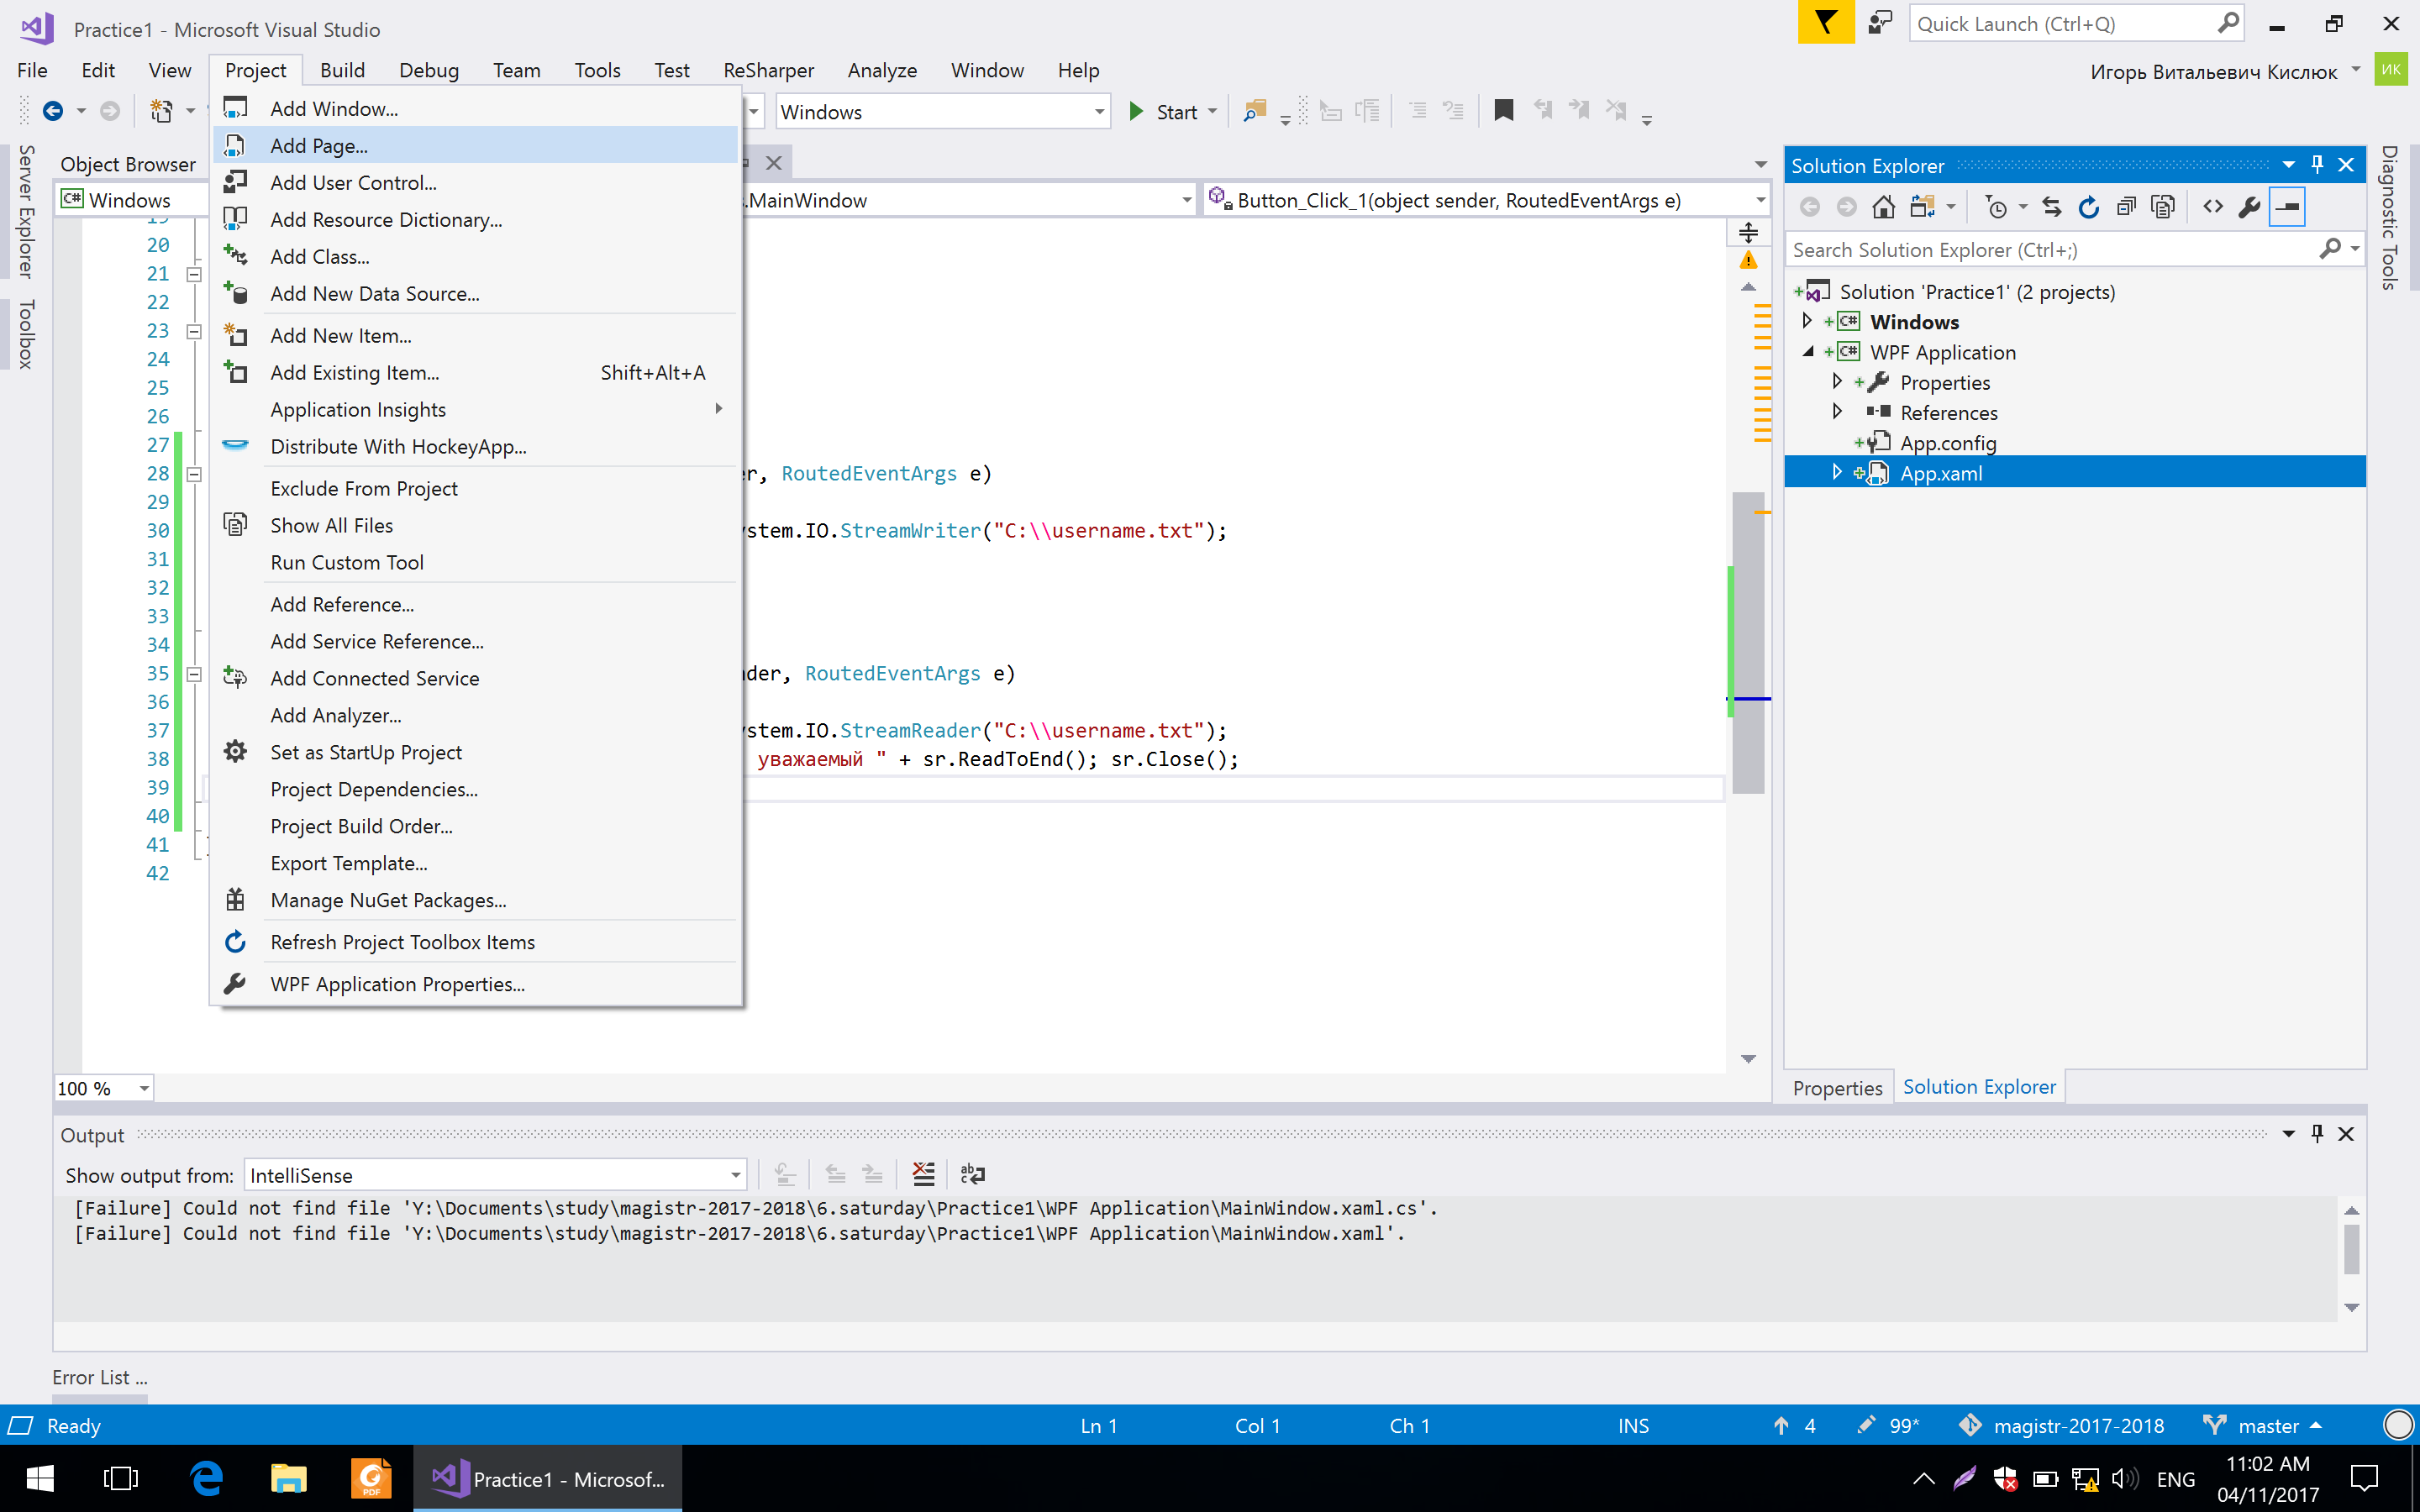 Practice1 - Microsoft Visual Studio
Quick Launch (Ctrl+Q)
File Edit View Project Build Debug Team Tools Test ReSharper Analyze Window Help
Игорь Витальевич Кислюк ИК
Windows Start
Add Window...
Add Page...
Add User Control...
Add Resource Dictionary...
Add Class...
Add New Data Source...
Add New Item...
Add Existing Item... Shift+Alt+A
Application Insights
Distribute With HockeyApp...
Exclude From Project
Show All Files
Run Custom Tool
Add Reference...
Add Service Reference...
Add Connected Service
Add Analyzer...
Set as StartUp Project
Project Dependencies...
Project Build Order...
Export Template...
Manage NuGet Packages...
Refresh Project Toolbox Items
WPF Application Properties...
Server Explorer
Toolbox
Object Browser
C# Windows
.MainWindow
Button_Click_1(object sender, RoutedEventArgs e)
20
21
22
23
24
25
26
27
28 er, RoutedEventArgs e)
29
30 ystem.IO.StreamWriter("C:\\username.txt");
31
32
33
34
35 nder, RoutedEventArgs e)
36
37 ystem.IO.StreamReader("C:\\username.txt");
38 уважаемый " + sr.ReadToEnd(); sr.Close();
39
40
41
42
100 %
Solution Explorer
Search Solution Explorer (Ctrl+;)
Solution 'Practice1' (2 projects)
C# Windows
C# WPF Application
Properties
References
App.config
App.xaml
Properties Solution Explorer
Diagnostic Tools
Output
Show output from: IntelliSense
[Failure] Could not find file 'Y:\Documents\study\magistr-2017-2018\6.saturday\Practice1\WPF Application\MainWindow.xaml.cs'.
[Failure] Could not find file 'Y:\Documents\study\magistr-2017-2018\6.saturday\Practice1\WPF Application\MainWindow.xaml'.
Error List ...
Ready Ln 1 Col 1 Ch 1 INS 4 99* magistr-2017-2018 master
PDF
Practice1 - Microsof...
ENG
11:02 AM
04/11/2017